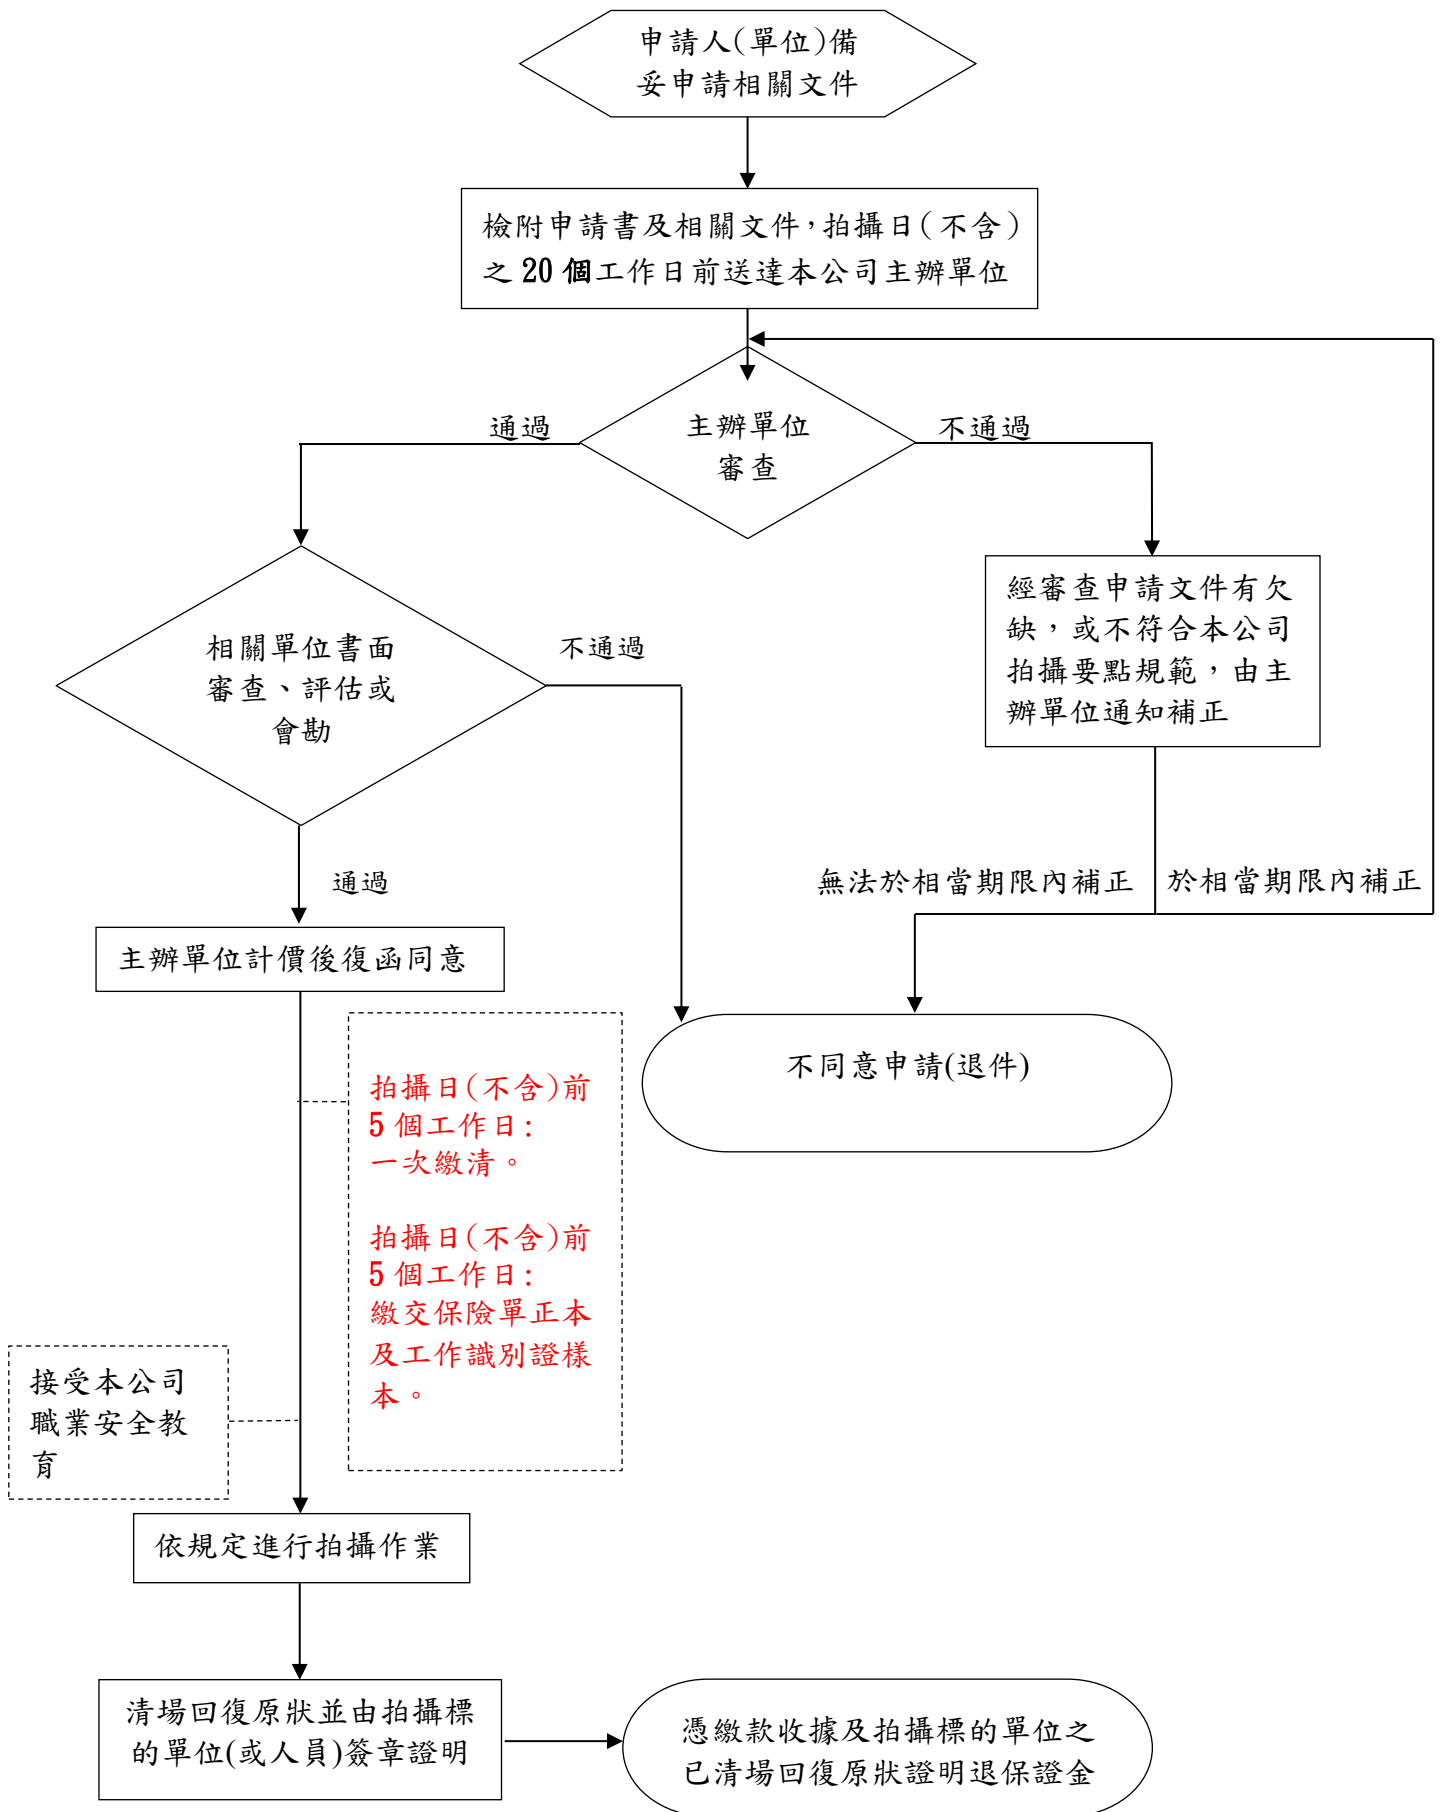 申請人(單位)備
妥申請相關文件
檢附申請書及相關文件，拍攝日(不含)
之 20 個工作日前送達本公司主辦單位
通過
主辦單位
審查
不通過
經審查申請文件有欠
缺，或不符合本公司
拍攝要點規範，由主
辦單位通知補正
相關單位書面
審查、評估或
會勘
不通過
通過
無法於相當期限內補正
於相當期限內補正
主辦單位計價後復函同意
不同意申請(退件)
拍攝日(不含)前
5 個工作日：
一次繳清。
拍攝日(不含)前
5 個工作日：
繳交保險單正本
及工作識別證樣
本。
接受本公司
職業安全教
育
依規定進行拍攝作業
清場回復原狀並由拍攝標
的單位(或人員)簽章證明
憑繳款收據及拍攝標的單位之
已清場回復原狀證明退保證金